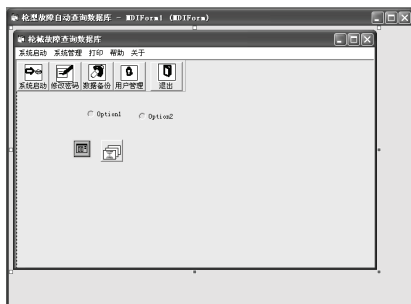 枪型故障自动查询数据库 - MDIForm1 (MDIForm)
枪械故障查询数据库
系统启动 系统管理 打印 帮助 关于
系统启动 修改密码 数据备份 用户管理 退出
Option1 Option2